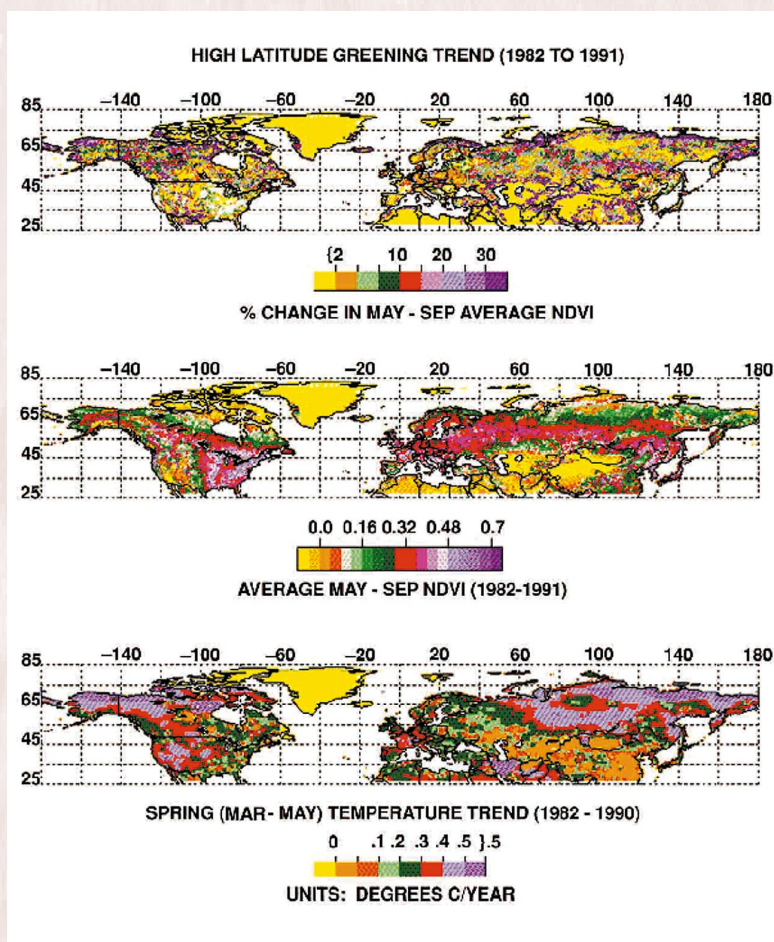 HIGH LATITUDE GREENING TREND (1982 TO 1991)
−140 −100 −60 −20 20 60 100 140 180
85
65
45
25
{2 10 20 30
% CHANGE IN MAY - SEP AVERAGE NDVI
−140 −100 −60 −20 20 60 100 140 180
85
65
45
25
0.0 0.16 0.32 0.48 0.7
AVERAGE MAY - SEP NDVI (1982-1991)
−140 −100 −60 −20 20 60 100 140 180
85
65
45
25
SPRING (MAR- MAY) TEMPERATURE TREND (1982 - 1990)
0 .1 .2 .3 .4 .5 }.5
UNITS: DEGREES C/YEAR